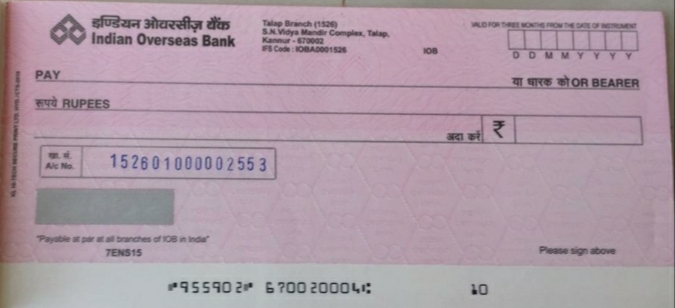 इण्डियन ओवरसीज़ बैंक
Indian Overseas Bank
Talap Branch (1526)
S.N.Vidya Mandir Complex, Talap,
Kannur - 670002
IFS Code : IOBA0001526
IOB
VALID FOR THREE MONTHS FROM THE DATE OF INSTRUMENT
D D M M Y Y Y Y
PAY
या धारक को OR BEARER
रुपये RUPEES
अदा करें ₹
खा. सं.
A/c No.
152601000002553
"Payable at par at all branches of IOB in India"
7ENS15
Please sign above
⑈955902⑈ 670020004⑆ 10